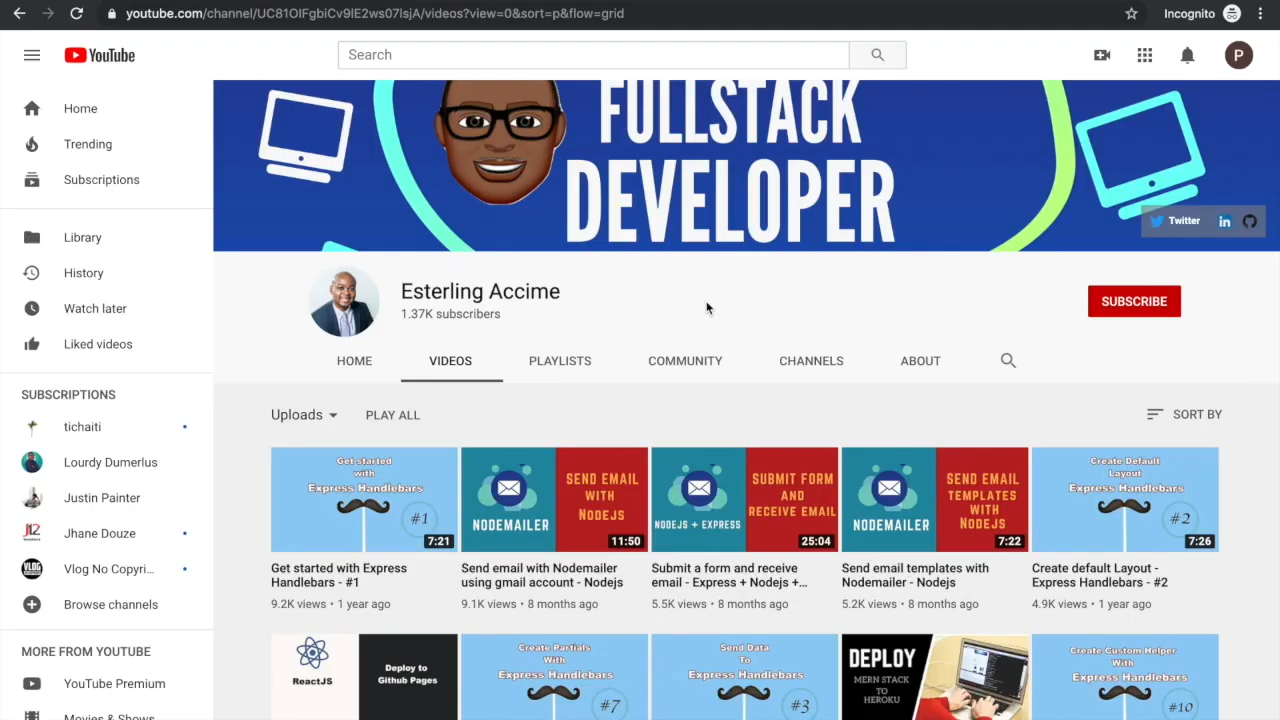 youtube.com/channel/UC81OIFgbiCv9lE2ws07lsjA/videos?view=0&sort=p&flow=grid
Incognito
YouTube
Search
P
Home
Trending
Subscriptions
Library
History
Watch later
Liked videos
SUBSCRIPTIONS
tichaiti
Lourdy Dumerlus
Justin Painter
Jhane Douze
Vlog No Copyri...
Browse channels
MORE FROM YOUTUBE
YouTube Premium
Movies & Shows
FULLSTACK
DEVELOPER
Twitter
in
Esterling Accime
1.37K subscribers
SUBSCRIBE
HOME
VIDEOS
PLAYLISTS
COMMUNITY
CHANNELS
ABOUT
Uploads
PLAY ALL
SORT BY
Get started
with
Express Handlebars
#1
7:21
Get started with Express
Handlebars - #1
9.2K views • 1 year ago
NODEMAILER
SEND EMAIL
WITH
NODEJS
11:50
Send email with Nodemailer
using gmail account - Nodejs
9.1K views • 8 months ago
NODEJS + EXPRESS
SUBMIT FORM
AND
RECEIVE EMAIL
25:04
Submit a form and receive
email - Express + Nodejs +...
5.5K views • 8 months ago
NODEMAILER
SEND EMAIL
TEMPLATES
WITH
NODEJS
7:22
Send email templates with
Nodemailer - Nodejs
5.2K views • 8 months ago
Create Default
Layout
Express Handlebars
#2
7:26
Create default Layout -
Express Handlebars - #2
4.9K views • 1 year ago
ReactJS
Deploy to
Github Pages
Create Partials
With
Express Handlebars
#7
Send Data
To
Express Handlebars
#3
DEPLOY
MERN STACK
TO
HEROKU
Create Custom Helper
With
Express Handlebars
#10